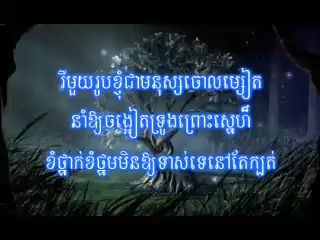 រីមួយរូបខ្ញុំជាមនុស្សចោលម្សៀត
នាំឱ្យចង្អៀតទ្រូងព្រោះស្នេហ៏
ខំថ្នាក់ខំថ្នមមិនឱ្យទាស់ទេនៅតែក្បត់